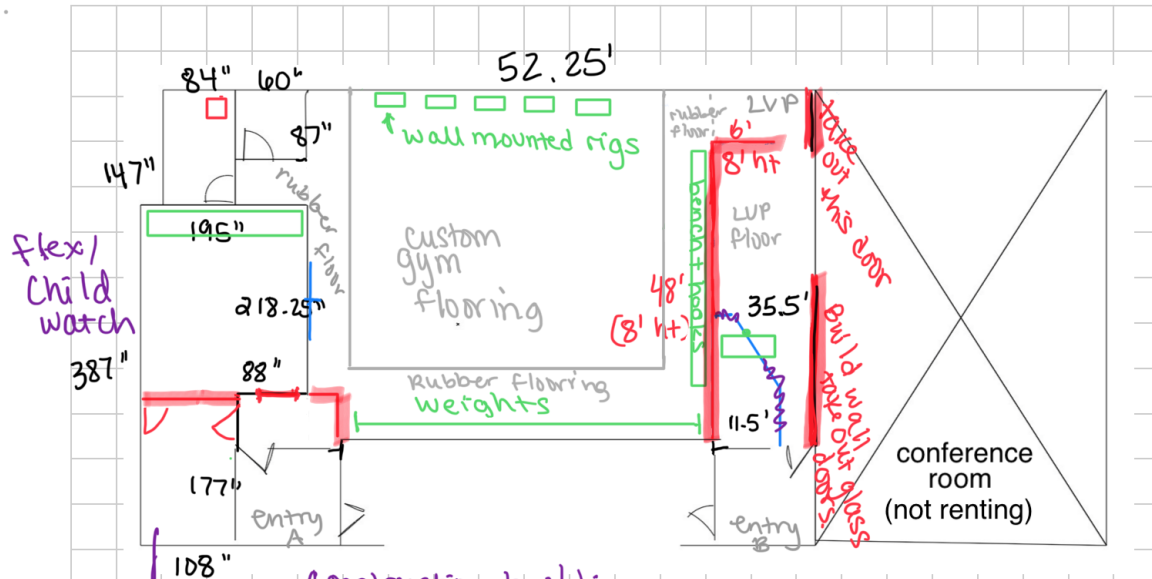 52.25'
84"
60"
87"
wall mounted rigs
rubber
floor
LVP
6'
8' ht
take
out
this door
147"
rubber
floor
195"
flex/
child
watch
custom
gym
flooring
bench + hooks
LVP
floor
218.25"
48'
(8' ht)
35.5'
Build wall
take out glass
doors
387"
88"
Rubber flooring
weights
11.5'
conference
room
(not renting)
177"
entry
A
entry
B
108"